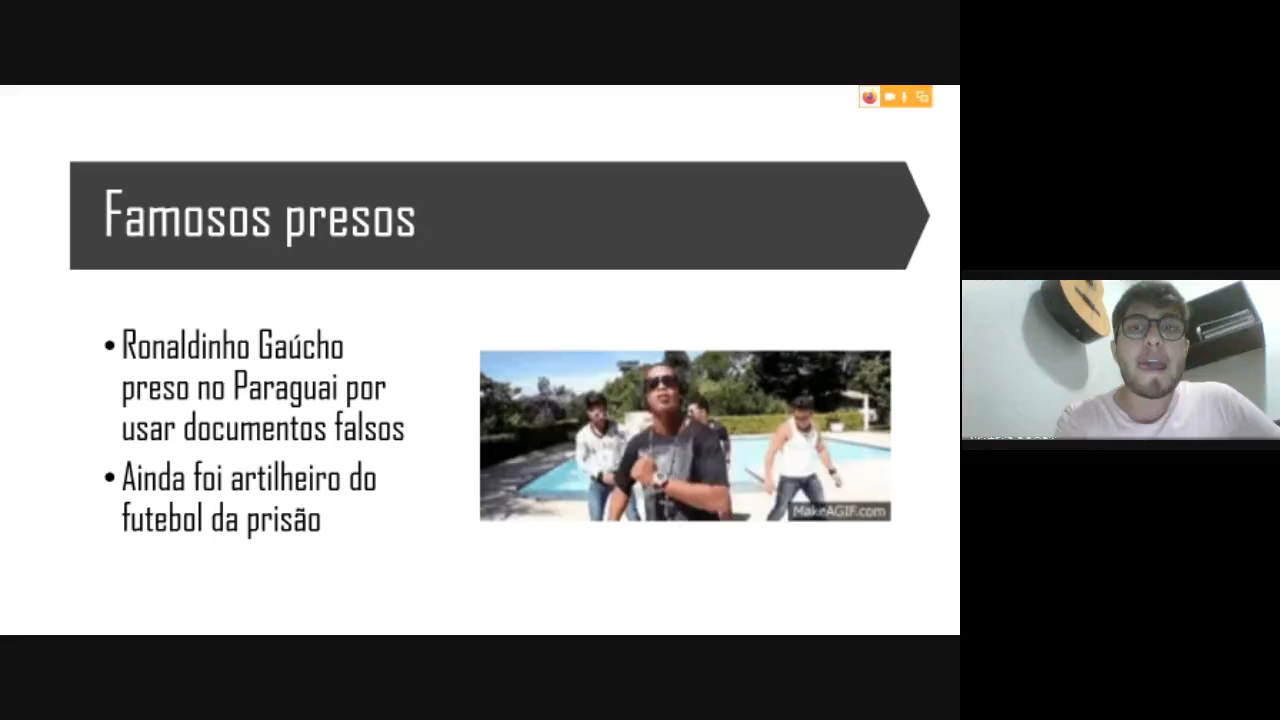 Famosos presos
• Ronaldinho Gaúcho
preso no Paraguai por
usar documentos falsos
• Ainda foi artilheiro do
futebol da prisão
MakeAGIF.com